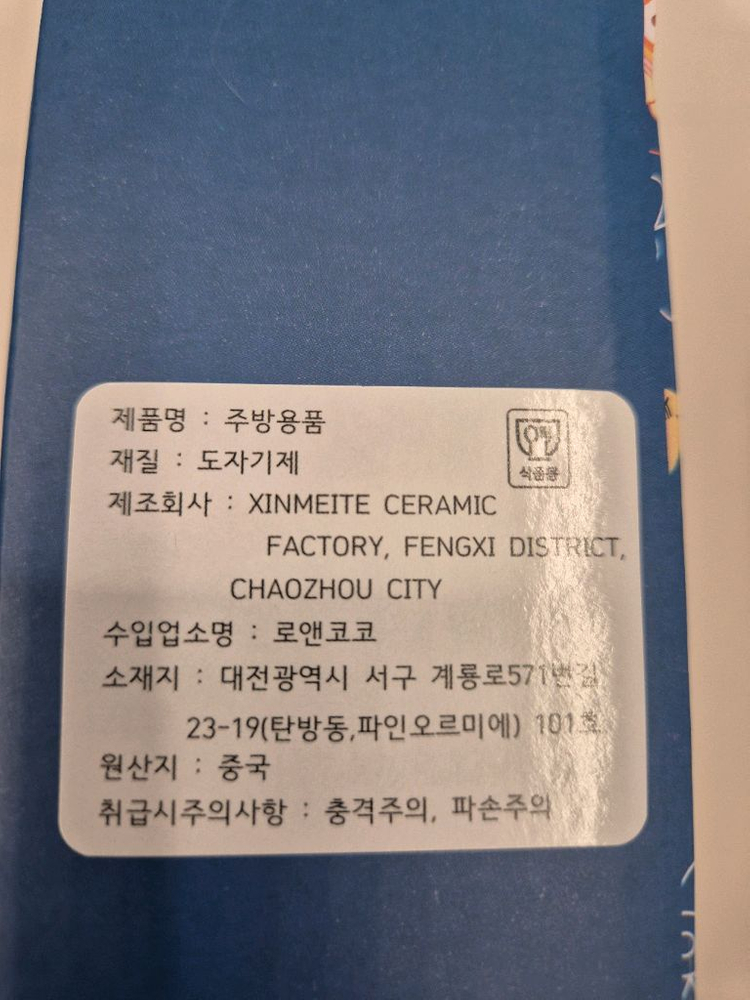 제품명 : 주방용품
식품용
재질 : 도자기제
제조회사 : XINMEITE CERAMIC
FACTORY, FENGXI DISTRICT,
CHAOZHOU CITY
수입업소명 : 로앤코코
소재지 : 대전광역시 서구 계룡로571번길
23-19(탄방동,파인오르미에) 101호
원산지 : 중국
취급시주의사항 : 충격주의, 파손주의